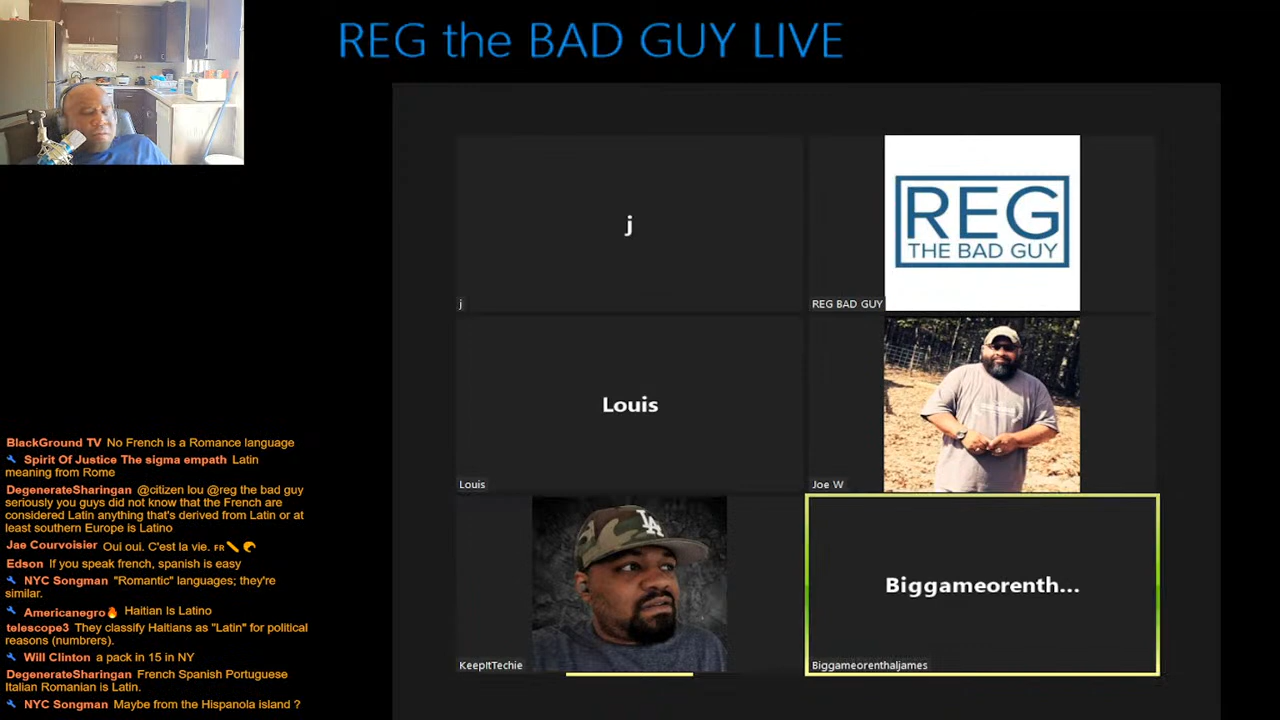 REG the BAD GUY LIVE
j
REG
THE BAD GUY
j
REG BAD GUY
Louis
Louis
Joe W
LA
Biggameorenth...
KeepItTechie
Biggameorenthaljames
BlackGround TV No French is a Romance language
Spirit Of Justice The sigma empath Latin
meaning from Rome
DegenerateSharingan @citizen lou @reg the bad guy
seriously you guys did not know that the French are
considered Latin anything that's derived from Latin or at
least southern Europe is Latino
Jae Courvoisier Oui oui. C'est la vie. FR🥖🥐
Edson If you speak french, spanish is easy
NYC Songman "Romantic" languages; they're
similar.
Americanegro🔥 Haitian Is Latino
telescope3 They classify Haitians as "Latin" for political
reasons (numbrers).
Will Clinton a pack in 15 in NY
DegenerateSharingan French Spanish Portuguese
Italian Romanian is Latin.
NYC Songman Maybe from the Hispanola island ?